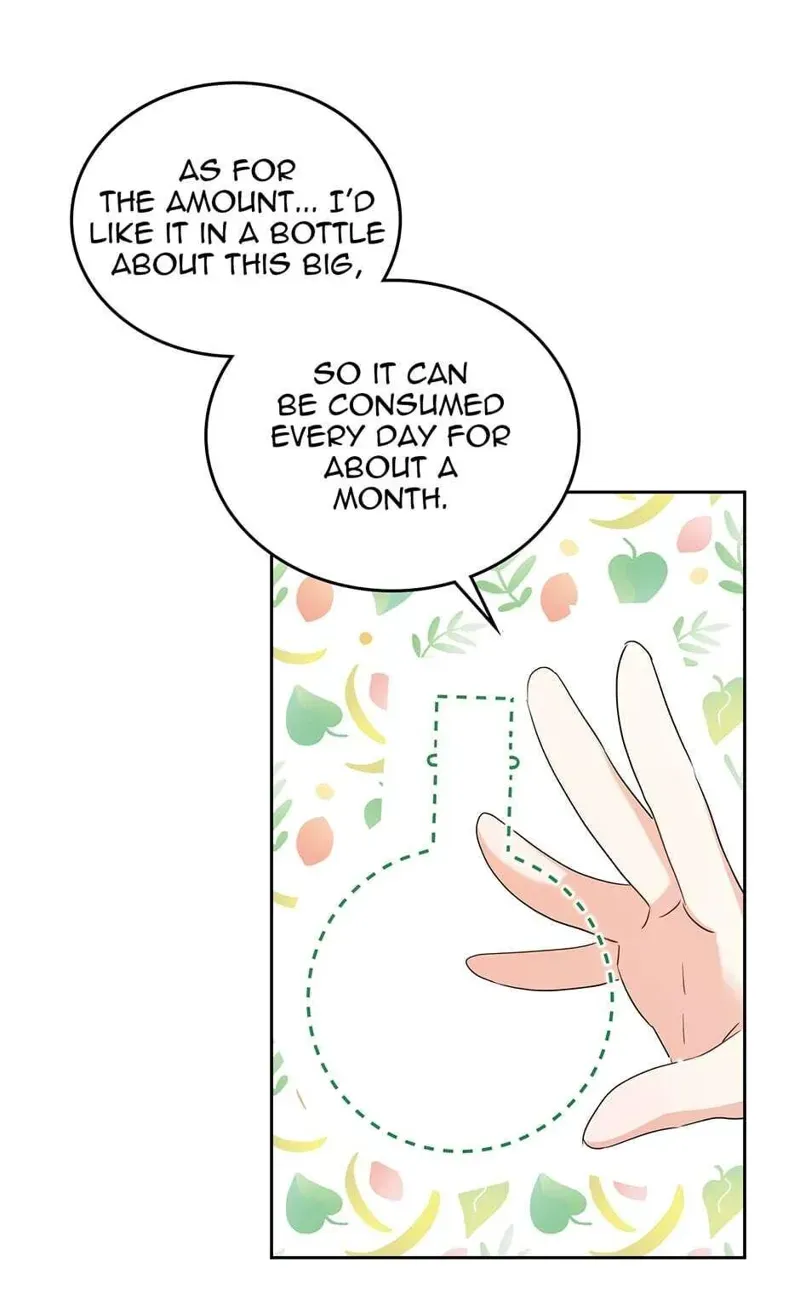 AS FOR
THE AMOUNT... I'D
LIKE IT IN A BOTTLE
ABOUT THIS BIG,
SO IT CAN
BE CONSUMED
EVERY DAY FOR
ABOUT A
MONTH.